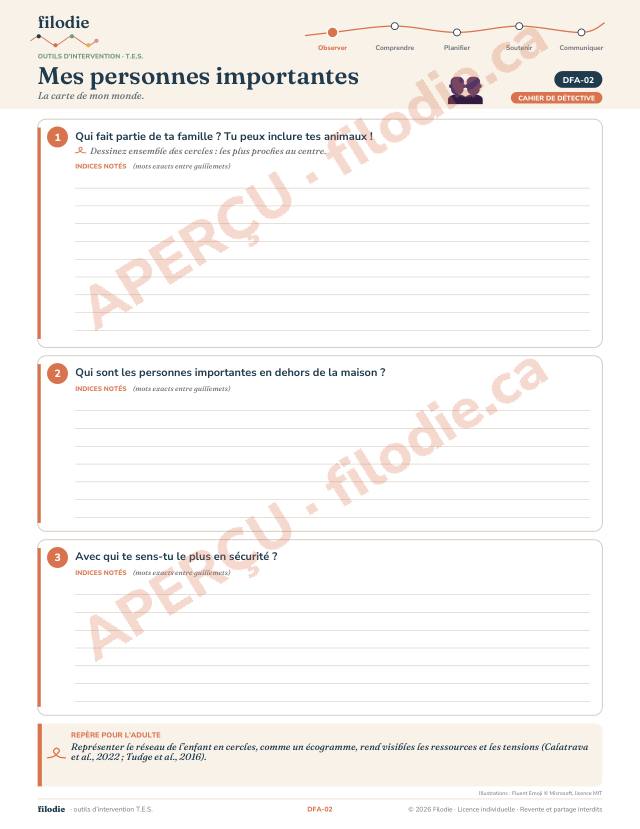 filodie
OUTILS D'INTERVENTION · T.E.S.
Observer Comprendre Planifier Soutenir Communiquer
Mes personnes importantes
La carte de mon monde.
DFA-02
CAHIER DE DÉTECTIVE
1 Qui fait partie de ta famille ? Tu peux inclure tes animaux !
Dessinez ensemble des cercles : les plus proches au centre.
INDICES NOTÉS (mots exacts entre guillemets)
APERÇU · filodie.ca
2 Qui sont les personnes importantes en dehors de la maison ?
INDICES NOTÉS (mots exacts entre guillemets)
APERÇU · filodie.ca
3 Avec qui te sens-tu le plus en sécurité ?
INDICES NOTÉS (mots exacts entre guillemets)
REPÈRE POUR L'ADULTE
Représenter le réseau de l'enfant en cercles, comme un écogramme, rend visibles les ressources et les tensions (Calatrava
et al., 2022 ; Tudge et al., 2016).
Illustrations : Fluent Emoji © Microsoft, licence MIT
filodie · outils d'intervention T.E.S. DFA-02 © 2026 Filodie · Licence individuelle · Revente et partage interdits